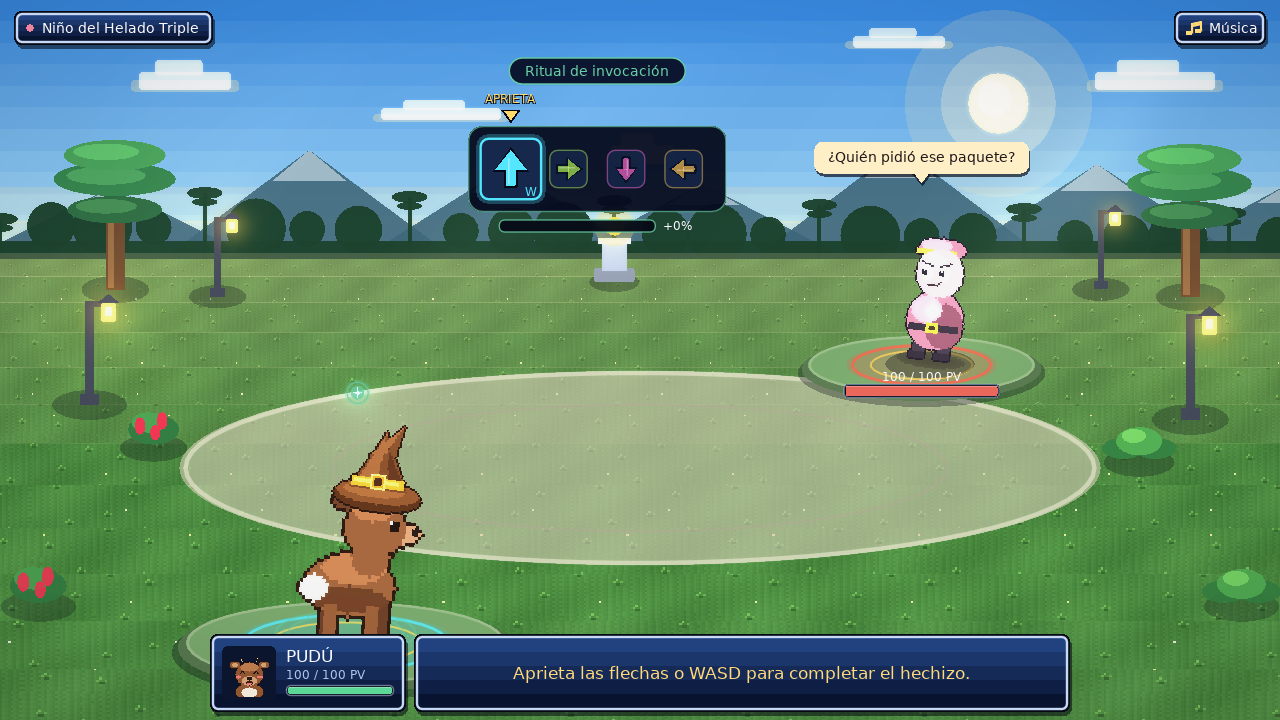 Niño del Helado Triple
Música
Ritual de invocación
APRIETA
W
+0%
¿Quién pidió ese paquete?
100 / 100 PV
PUDÚ
100 / 100 PV
Aprieta las flechas o WASD para completar el hechizo.